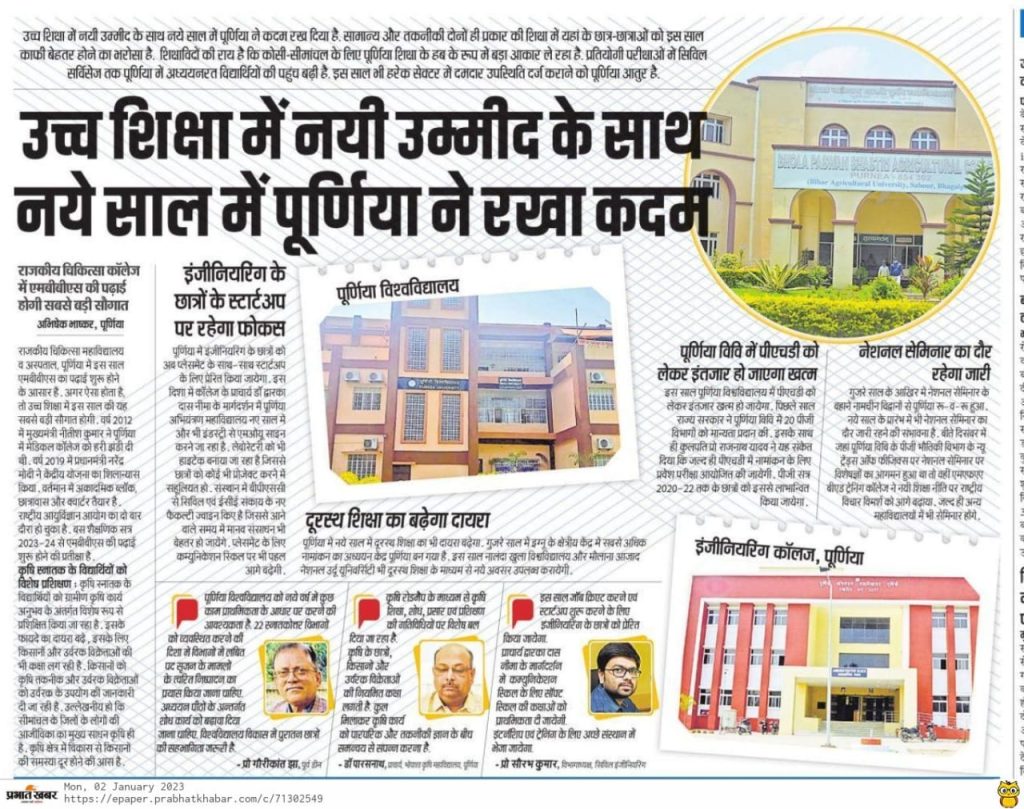 उच्च शिक्षा में नयी उम्मीद के साथ नये साल में पूर्णिया ने कदम रख दिया है. सामान्य और तकनीकी दोनो ही प्रकार की शिक्षा में यहां के छात्र-छात्राओं को इस साल
काफी बेहतर होने का भरोसा है. शिक्षाविदों की राय है कि कोसी-सीमांचल के लिए पूर्णिया शिक्षा के हब के रूप में बड़ा आकार ले रहा है. प्रतियोगी परीक्षाओं में सिविल
सर्विसेज तक पूर्णिया में अध्ययनरत विद्यार्थियों की पहुंच बढ़ी है. इस साल भी हरेक सेक्टर में दमदार उपस्थिति दर्ज कराने को पूर्णिया आतुर है.
उच्च शिक्षा में नयी उम्मीद के साथ
नये साल में पूर्णिया ने रखा कदम
BHOLA PASWAN SHASTRI AGRICULTURAL
PURNEA- 854 302
(Bihar Agricultural University, Sabour, Bhagalp
राजकीय चिकित्सा कॉलेज
में एमबीबीएस की पढ़ाई
होगी सबसे बड़ी सौगात
अभिषेक भाष्कर, पूर्णिया
राजकीय चिकित्सा महाविद्यालय
व अस्पताल, पूर्णिया में इस साल
एमबीबीएस का पढ़ाई शुरू होने
के आसार है. अगर ऐसा होता है,
तो उच्च शिक्षा में इस साल की यह
सबसे बड़ी सौगात होगी. वर्ष 2012
में मुख्यमंत्री नीतीश कुमार ने पूर्णिया
में मेडिकल कॉलेज को हरी झंडी दी
थी. वर्ष 2019 में प्रधानमंत्री नरेंद्र
मोदी ने केंद्रीय योजना का शिलान्यास
किया. वर्तमान में अकादमिक ब्लॉक,
छात्रावास और क्वार्टर तैयार है.
राष्ट्रीय आयुर्विज्ञान आयोग का दो बार
दौरा हो चुका है. बस शैक्षणिक सत्र
2023-24 से एमबीबीएस की पढ़ाई
शुरू होने की प्रतीक्षा है.
कृषि स्नातक के विद्यार्थियों को
विशेष प्रशिक्षण : कृषि स्नातक के
विद्यार्थियों को ग्रामीण कृषि कार्य
अनुभव के अंतर्गत विशेष रूप से
प्रशिक्षित किया जा रहा है. इसके
फायदे का दायरा बढ़े, इसके लिए
किसानों और उर्वरक विक्रेताओं की
भी कक्षा लग रही है. किसानों को
कृषि तकनीक और उर्वरक विक्रेताओं
को उर्वरक के उपयोग की जानकारी
दी जा रही है. उल्लेखनीय हो कि
सीमांचल के जिलों के लोगों की
आजीविका का मुख्य साधन कृषि ही
है. कृषि क्षेत्र में विकास से किसानों
की समस्या दूर होने की आस है.
इंजीनियरिंग के
छात्रों के स्टार्टअप
पर रहेगा फोकस
पूर्णिया में इंजीनियरिंग के छात्रों को
अब प्लेसमेंट के साथ-साथ स्टार्टअप
के लिए प्रेरित किया जायेगा. इस
दिशा में कॉलेज के प्राचार्य डॉ द्वारका
दास नीमा के मार्गदर्शन में पूर्णिया
अभियंत्रण महाविद्यालय नए साल में
और भी इंडस्ट्री से एमओयू साइन
करने जा रहा है. लेबोरेटरी को भी
हाइटेक बनाया जा रहा है जिससे
छात्रों को कोई भी प्रोजेक्ट करने में
सहूलियत हो. संस्थान में बीपीएससी
से सिविल एवं ईसीई संकाय के नए
फैकल्टी ज्वाइन किए है जिससे आने
वाले समय में मानव संसाधन भी
बेहतर हो जायेंगे. प्लेसमेंट के लिए
कम्युनिकेशन स्किल पर भी पहल
आगे बढ़ेगी.
पूर्णिया विश्वविद्यालय
पूर्णिया विश्वविद्यालय
दूरस्थ शिक्षा का बढ़ेगा दायरा
पूर्णिया में नये साल में दूरस्थ शिक्षा का भी दायरा बढ़ेगा. गुजरे साल में इग्नू के क्षेत्रीय केंद्र में सबसे अधिक
नामांकन का अध्ययन केंद्र पूर्णिया बन गया है. इस साल नालंदा खुला विश्वविद्यालय और मौलाना आजाद
नेशनल उर्दू यूनिवर्सिटी भी दूरस्थ शिक्षा के माध्यम से नये अवसर उपलब्ध करायेगी.
पूर्णिया विवि में पीएचडी को
लेकर इंतजार हो जाएगा खत्म
इस साल पूर्णिया विश्वविद्यालय में पीएचडी को
लेकर इंतजार खत्म हो जायेगा. पिछले साल
राज्य सरकार ने पूर्णिया विवि में 20 पीजी
विभागों को मान्यता प्रदान की. इसके साथ
ही कुलपति प्रो राजनाथ यादव ने यह संकेत
दिया कि जल्द ही पीएचडी में नामांकन के लिए
प्रवेश परीक्षा आयोजित की जायेगी. पीजी सत्र
2020-22 तक के छात्रों को इससे लाभान्वित
किया जायेगा.
नेशनल सेमिनार का दौर
रहेगा जारी
गुजरे साल के आखिर में नेशनल सेमिनार के
बहाने नामचीन विद्वानों से पूर्णिया रू-व-रू हुआ.
नये साल के प्रारंभ में भी नेशनल सेमिनार का
दौर जारी रहने की संभावना है. बीते दिसंबर में
जहां पूर्णिया विवि के पीजी भौतिकी विभाग के न्यू
ट्रेंड्स ऑफ फीजिक्स पर नेशनल सेमिनार पर
विशेषज्ञों का आगमन हुआ था तो वहीं एमएफए
बीएड ट्रेनिंग कॉलेज ने नयी शिक्षा नीति पर राष्ट्रीय
विचार विमर्श को आगे बढ़ाया. जल्द ही अन्य
महाविद्यालयों में भी सेमिनार होंगे.
इंजीनियरिंग कॉलज, पूर्णिया
पूर्णिया विश्वविद्यालय को नये वर्ष में कुछ
काम प्राथमिकता के आधार पर करने की
आवश्यकता है. 22 स्नातकोत्तर विभागों
को व्यवस्थित करने की
दिशा में विभागों में लंबित
पद सृजन के मामलों
के त्वरित निष्पादन का
प्रयास किया जाना चाहिए.
अध्ययन पीठों के अन्तर्गत
शोध कार्य को बढ़ावा दिया
जाना चाहिए. विश्वविद्यालय विकास में पुरातन छात्रों
की सहभागिता जरूरी है.
- प्रो गौरीकांत झा, पूर्व डीन
कृषि रोडमैप के माध्यम से कृषि
शिक्षा, शोध, प्रसार एवं प्रशिक्षण
की गतिविधियों पर विशेष बल
दिया जा रहा है.
कृषि के छात्रों,
किसानों और
उर्वरक विक्रेताओं
की नियमित कक्षा
लगती है. कुल
मिलाकर कृषि कार्य
को पारंपरिक और तकनीकी ज्ञान के बीच
समन्वय से संपन्न करना है.
- डॉ पारसनाथ, प्राचार्य, भोपाशा कृषि महाविद्यालय, पूर्णिया
इस साल जॉब क्रिएट करने एवं
स्टार्टअप शुरू करने के लिए
इंजीनियरिंग के छात्रों को प्रेरित
किया जायेगा.
प्राचार्य द्वारका दास
नीमा के मार्गदर्शन
में कम्युनिकेशन
स्किल के लिए सॉफ्ट
स्किल की कक्षाओं को
प्राथमिकता दी जायेगी.
इंटर्नशिप एवं ट्रेनिंग के लिए अच्छे संस्थान में
भेजा जायेगा.
- प्रो सौरभ कुमार, विभागाध्यक्ष, सिविल इंजीनियरिंग
प्रभात खबर
Mon, 02 January 2023
https://epaper.prabhatkhabar.com/c/71302549